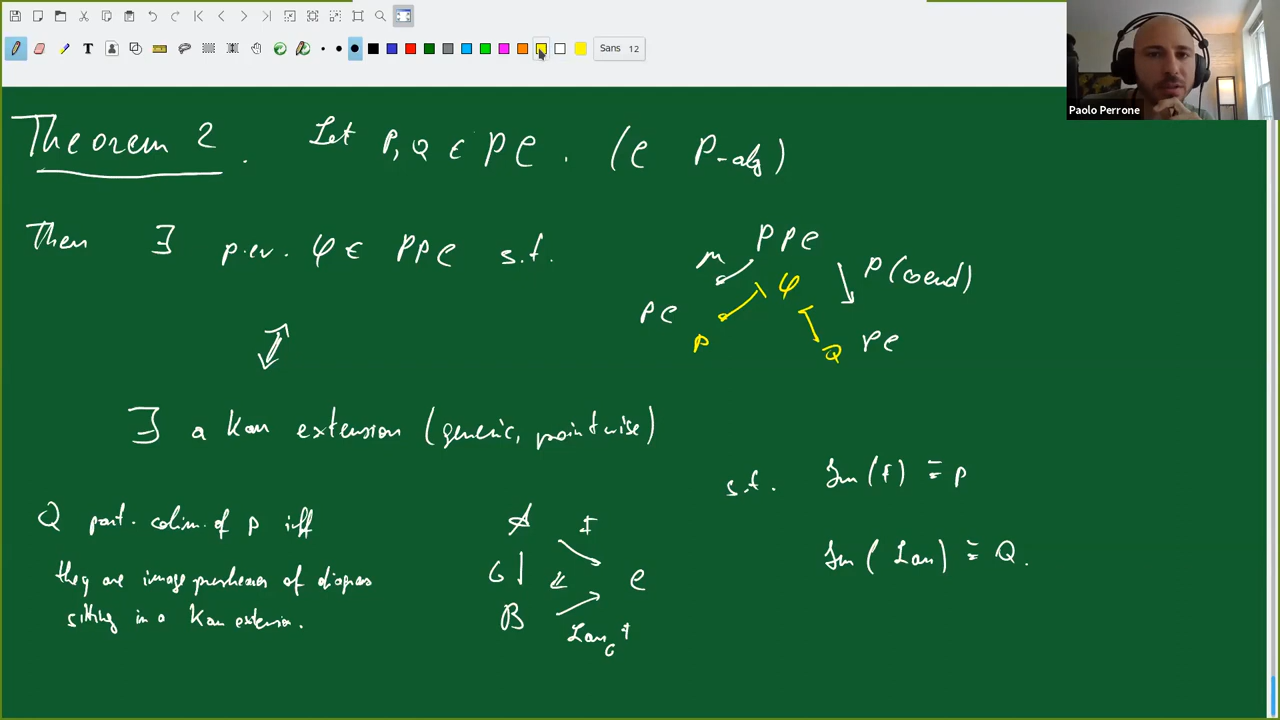 Sans 12
Paolo Perrone
Theorem 2. Let P, Q ∈ PC. (C P-alg)
Then ∃ p.ev. φ ∈ PPC s.t.
PPC
μ P(coend)
φ
PC PC
P Q
⇕
∃ a Kan extension (generic, pointwise)
s.t. Im(F) ≅ P
Im(Lan) ≅ Q.
Q part. colim. of P iff
they are image presheaves of diagrams
sitting in a Kan extension.
A F
G ⇐ C
B
Lan_G F